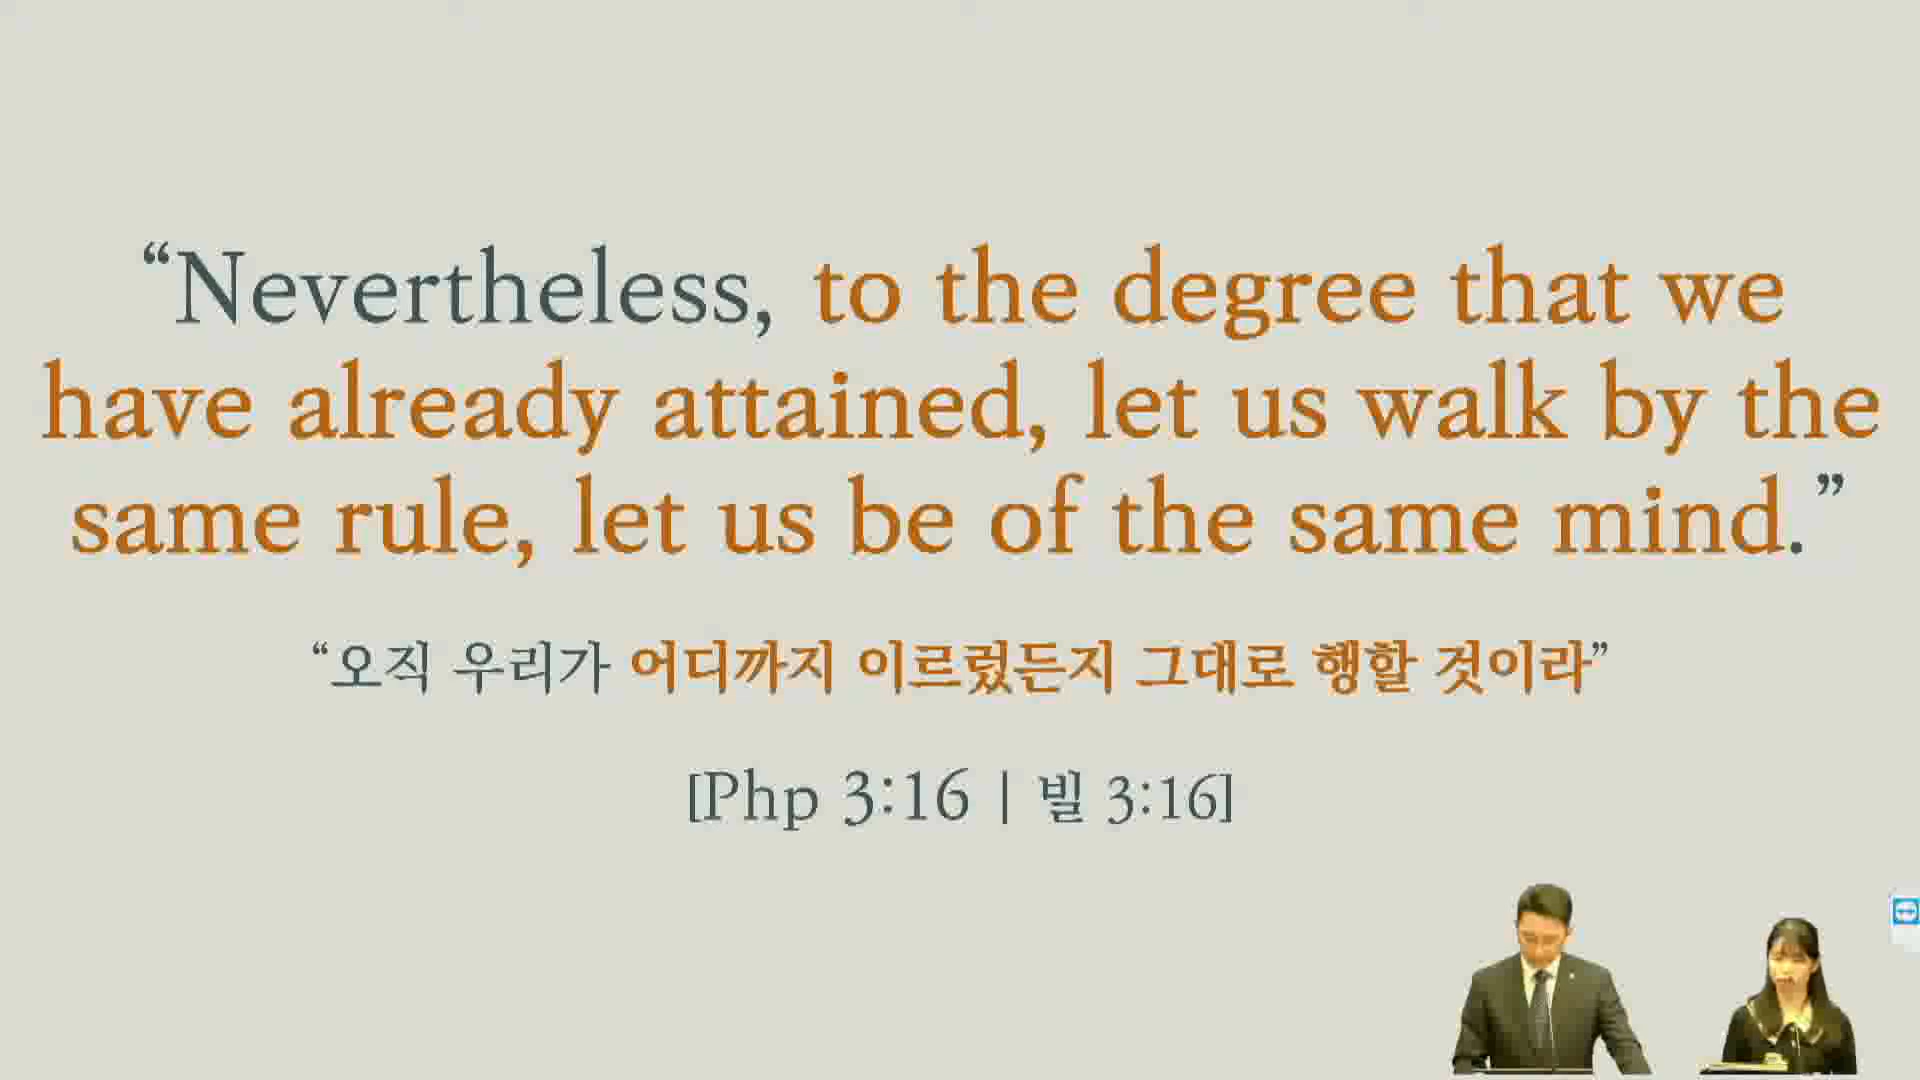 “Nevertheless, to the degree that we
have already attained, let us walk by the
same rule, let us be of the same mind.”
“오직 우리가 어디까지 이르렀든지 그대로 행할 것이라”
[Php 3:16 | 빌 3:16]